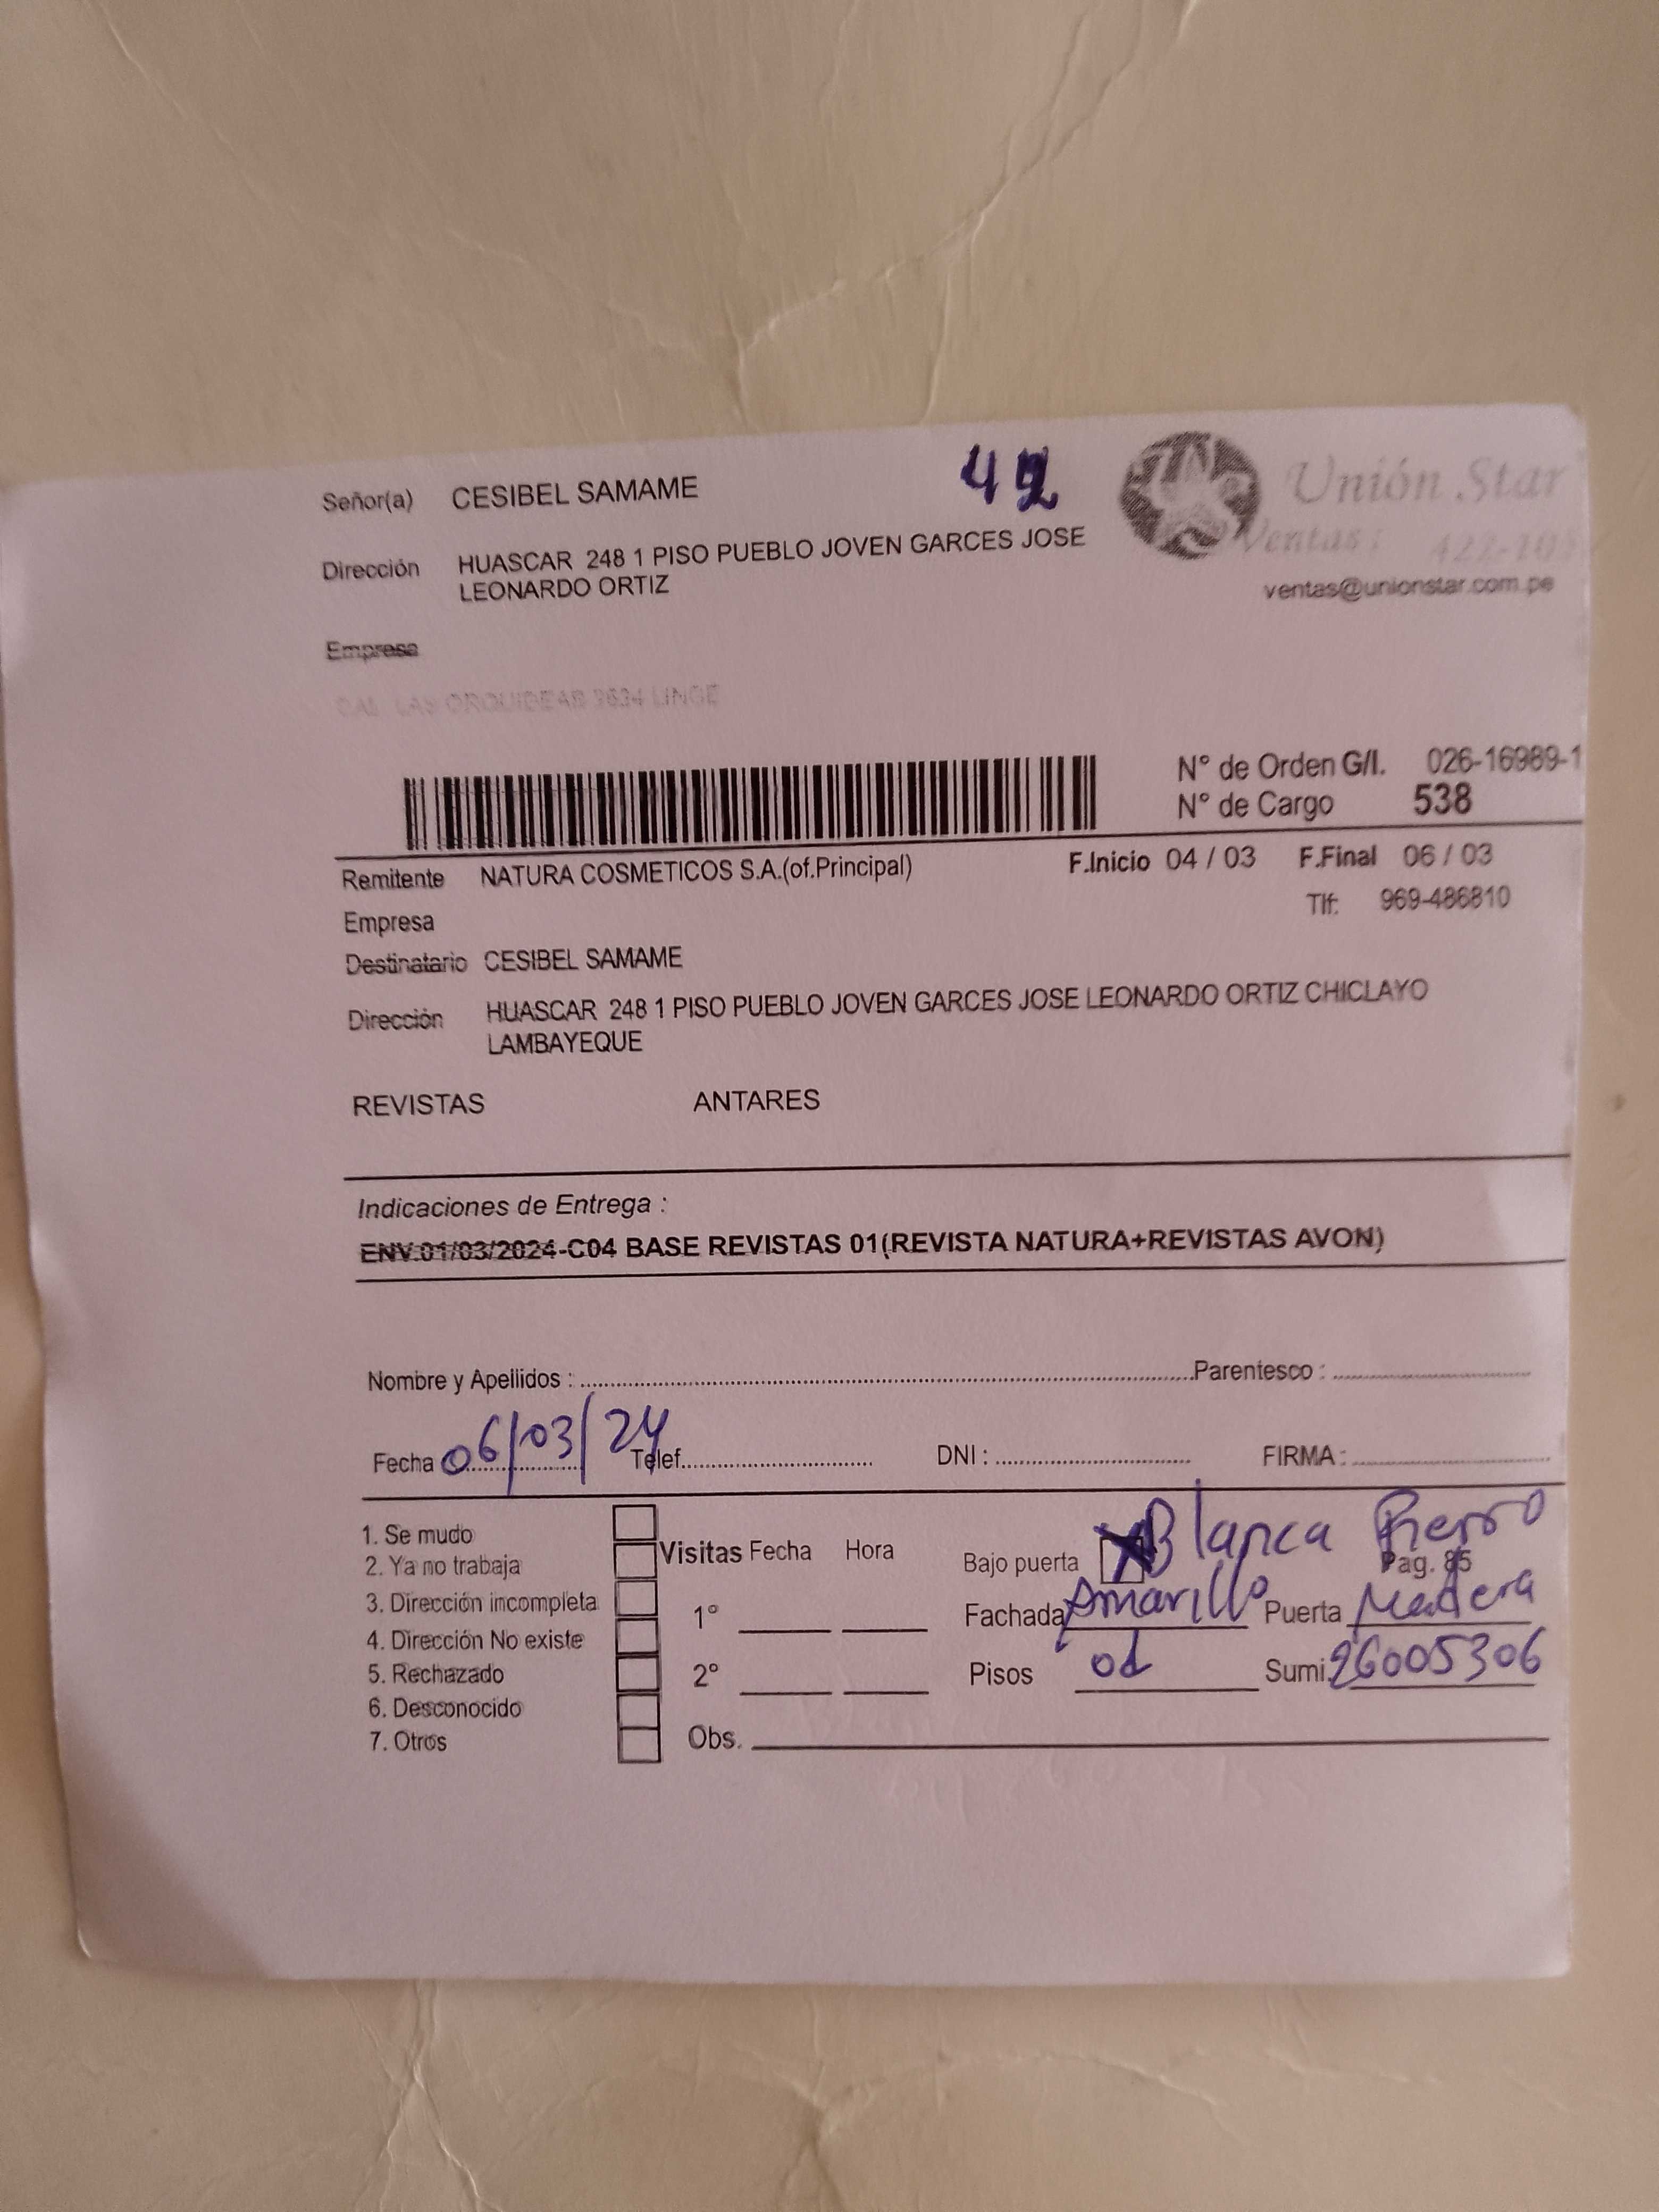 Señor(a) CESIBEL SAMAME
42
Unión Star
Ventas:
ventas@unionstar.com.pe
Dirección HUASCAR 248 1 PISO PUEBLO JOVEN GARCES JOSE
LEONARDO ORTIZ
Empresa
N° de Orden G/I. 026-16989-1
N° de Cargo 538
Remitente NATURA COSMETICOS S.A.(of.Principal) F.Inicio 04 / 03 F.Final 06 / 03
Empresa Tlf: 969-486810
Destinatario CESIBEL SAMAME
Dirección HUASCAR 248 1 PISO PUEBLO JOVEN GARCES JOSE LEONARDO ORTIZ CHICLAYO
LAMBAYEQUE
REVISTAS ANTARES
Indicaciones de Entrega :
ENV.01/03/2024-C04 BASE REVISTAS 01(REVISTA NATURA+REVISTAS AVON)
Nombre y Apellidos : Parentesco :
Fecha 06/03/24 Telef. DNI : FIRMA :
1. Se mudo
2. Ya no trabaja
3. Dirección incompleta
4. Dirección No existe
5. Rechazado
6. Desconocido
7. Otros
Visitas Fecha Hora
1°
2°
Obs.
Bajo puerta X Blanca Fierro
Pag. 85
Fachada Amarillo Puerta Madera
Pisos Sumi. 26005306